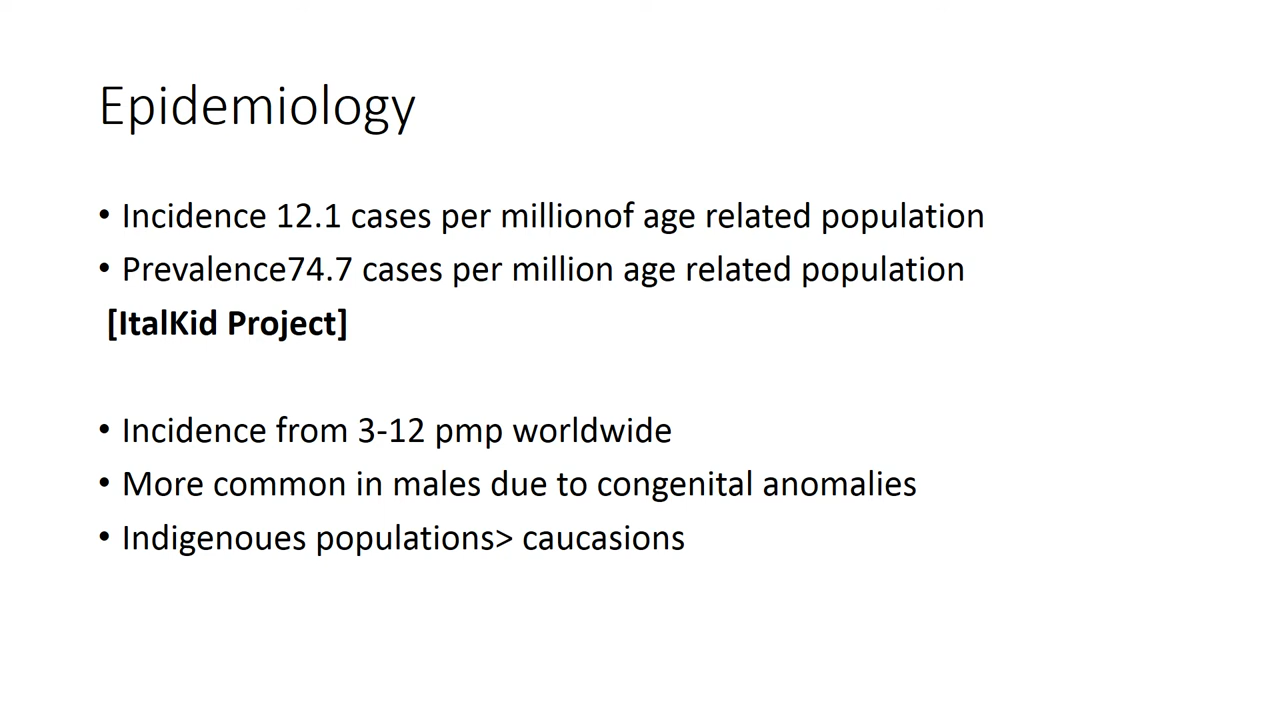 Epidemiology
• Incidence 12.1 cases per millionof age related population
• Prevalence74.7 cases per million age related population
[ItalKid Project]
• Incidence from 3-12 pmp worldwide
• More common in males due to congenital anomalies
• Indigenoues populations> caucasions